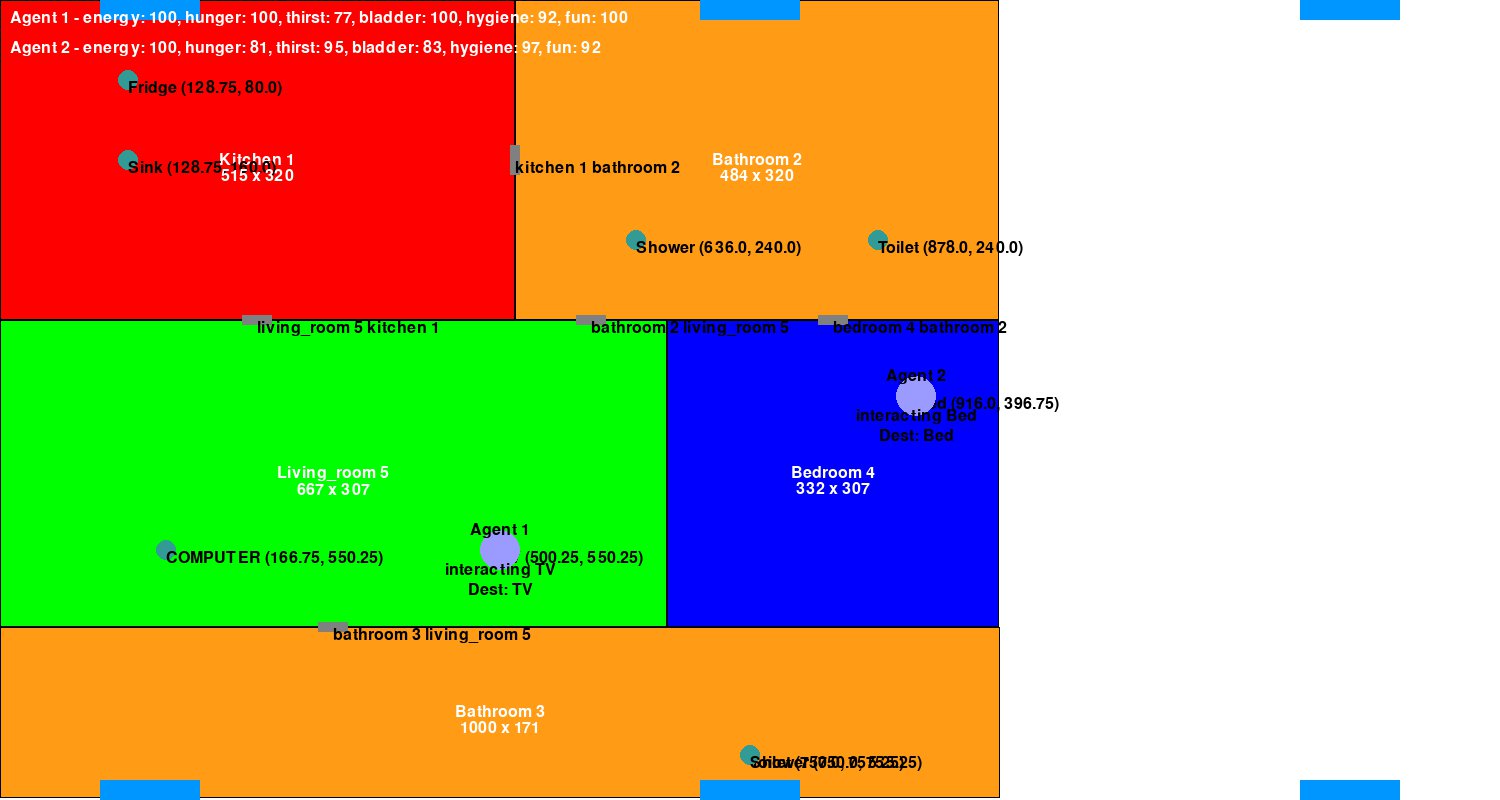 Agent 1 - energy: 100, hunger: 100, thirst: 77, bladder: 100, hygiene: 92, fun: 100
Agent 2 - energy: 100, hunger: 81, thirst: 95, bladder: 83, hygiene: 97, fun: 92
Fridge (128.75, 80.0)
Sink (128.75, 160.0)
Kitchen 1
515 x 320
kitchen 1 bathroom 2
Bathroom 2
484 x 320
Shower (636.0, 240.0)
Toilet (878.0, 240.0)
living_room 5 kitchen 1
bathroom 2 living_room 5
bedroom 4 bathroom 2
Agent 2
(916.0, 396.75)
interacting Bed
Dest: Bed
Living_room 5
667 x 307
Bedroom 4
332 x 307
Agent 1
COMPUTER (166.75, 550.25)
(500.25, 550.25)
interacting TV
Dest: TV
bathroom 3 living_room 5
Bathroom 3
1000 x 171